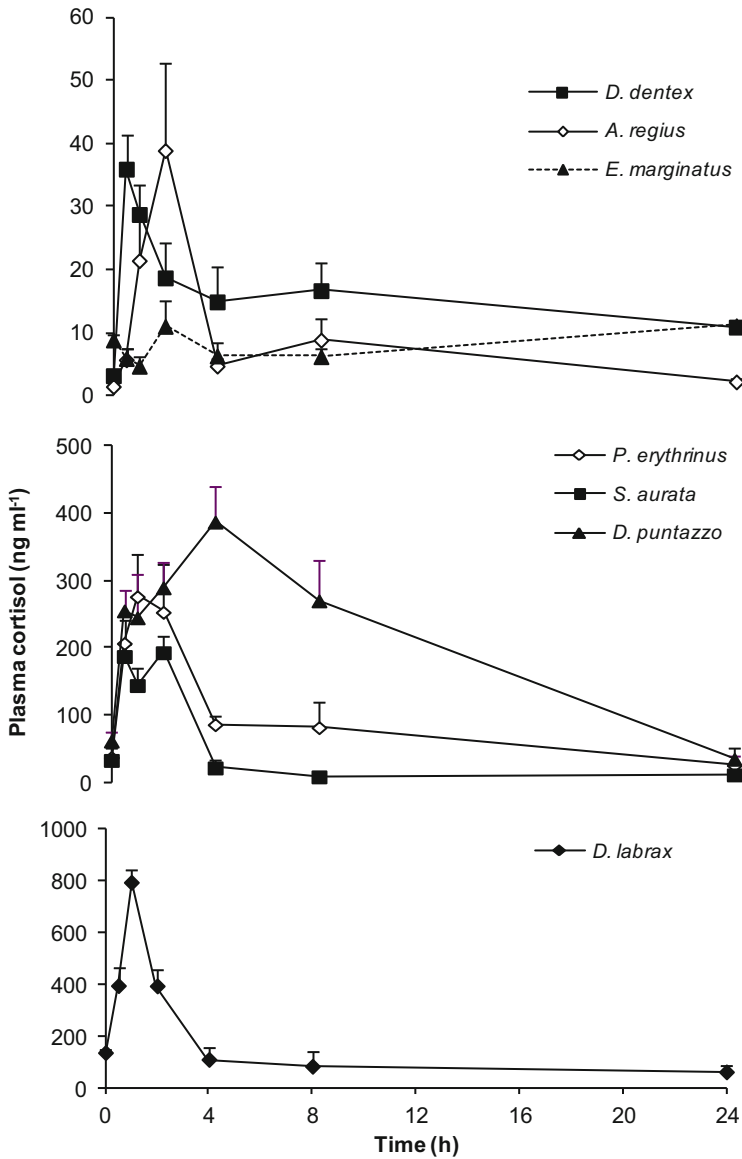 60
50
40
30
20
10
0
D. dentex
A. regius
E. marginatus
Plasma cortisol (ng ml-1)
500
400
300
200
100
0
P. erythrinus
S. aurata
D. puntazzo
1000
800
600
400
200
0
D. labrax
0 4 8 12 16 20 24
Time (h)